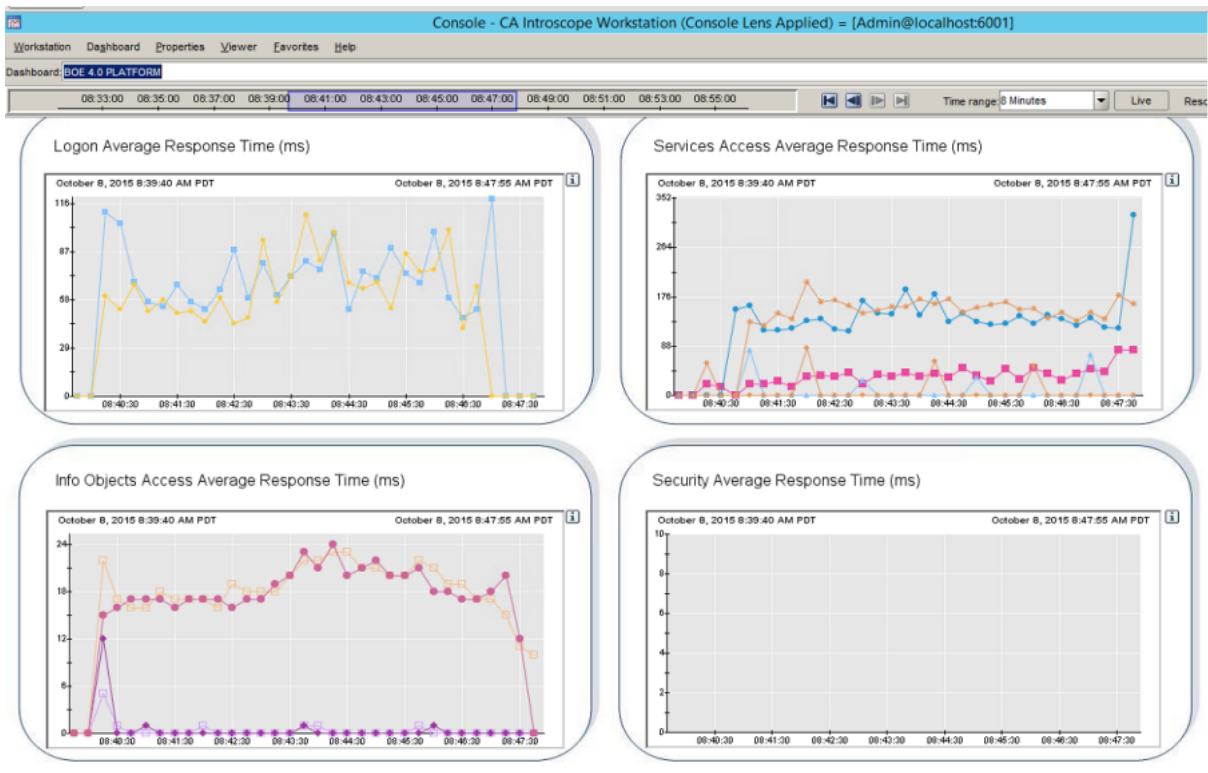 Console - CA Introscope Workstation (Console Lens Applied) = [Admin@localhost:6001]
Workstation Dashboard Properties Viewer Favorites Help
Dashboard: BOE 4.0 PLATFORM
08:33:00 08:35:00 08:37:00 08:39:00 08:41:00 08:43:00 08:45:00 08:47:00 08:49:00 08:51:00 08:53:00 08:55:00 Time range: 8 Minutes Live Reso
Logon Average Response Time (ms)
October 8, 2015 8:39:40 AM PDT October 8, 2015 8:47:55 AM PDT
116
87
58
29
0
08:40:30 08:41:30 08:42:30 08:43:30 08:44:30 08:45:30 08:46:30 08:47:30
Services Access Average Response Time (ms)
October 8, 2015 8:39:40 AM PDT October 8, 2015 8:47:55 AM PDT
352
264
176
88
0
08:40:30 08:41:30 08:42:30 08:43:30 08:44:30 08:45:30 08:46:30 08:47:30
Info Objects Access Average Response Time (ms)
October 8, 2015 8:39:40 AM PDT October 8, 2015 8:47:55 AM PDT
24
18
12
6
0
08:40:30 08:41:30 08:42:30 08:43:30 08:44:30 08:45:30 08:46:30 08:47:30
Security Average Response Time (ms)
October 8, 2015 8:39:40 AM PDT October 8, 2015 8:47:55 AM PDT
10
8
6
4
2
0
08:40:30 08:41:30 08:42:30 08:43:30 08:44:30 08:45:30 08:46:30 08:47:30